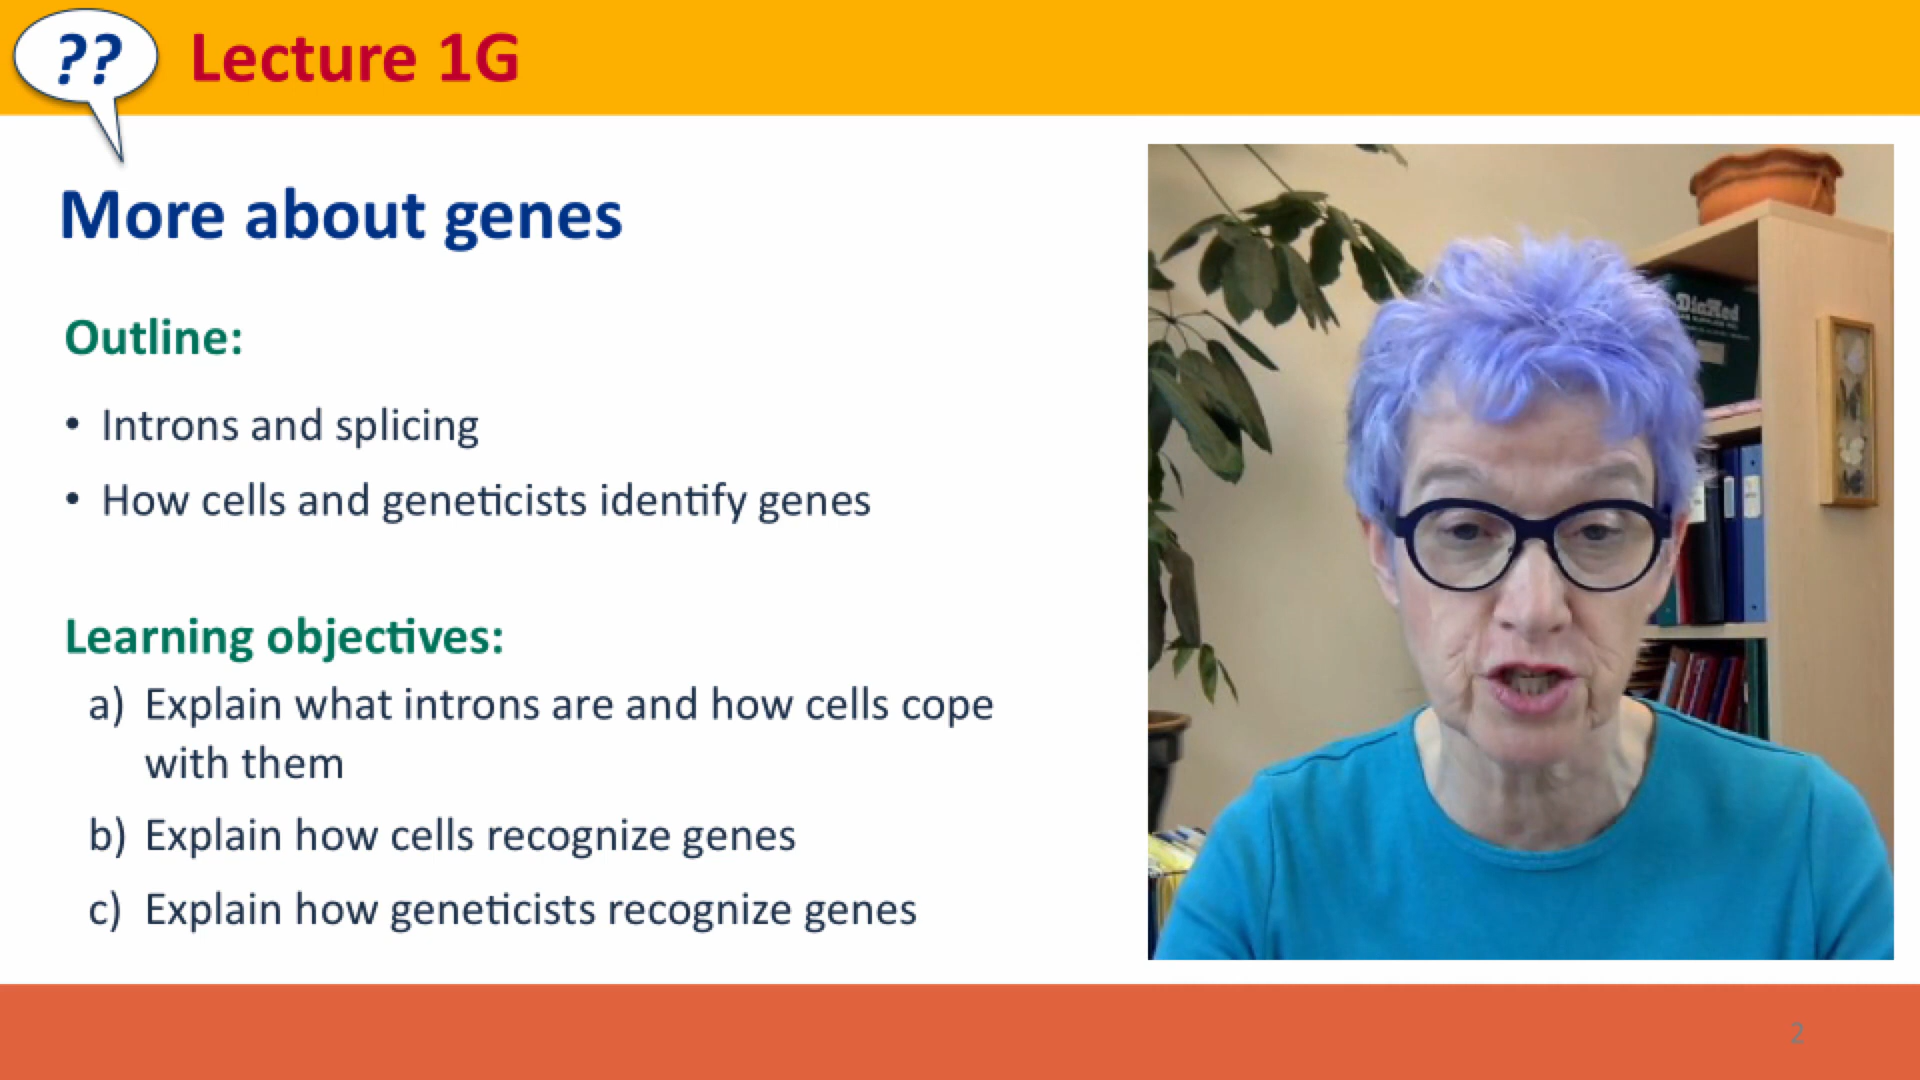 ??
Lecture 1G
More about genes
Outline:
• Introns and splicing
• How cells and geneticists identify genes
Learning objectives:
a) Explain what introns are and how cells cope
with them
b) Explain how cells recognize genes
c) Explain how geneticists recognize genes
DiaMed
2